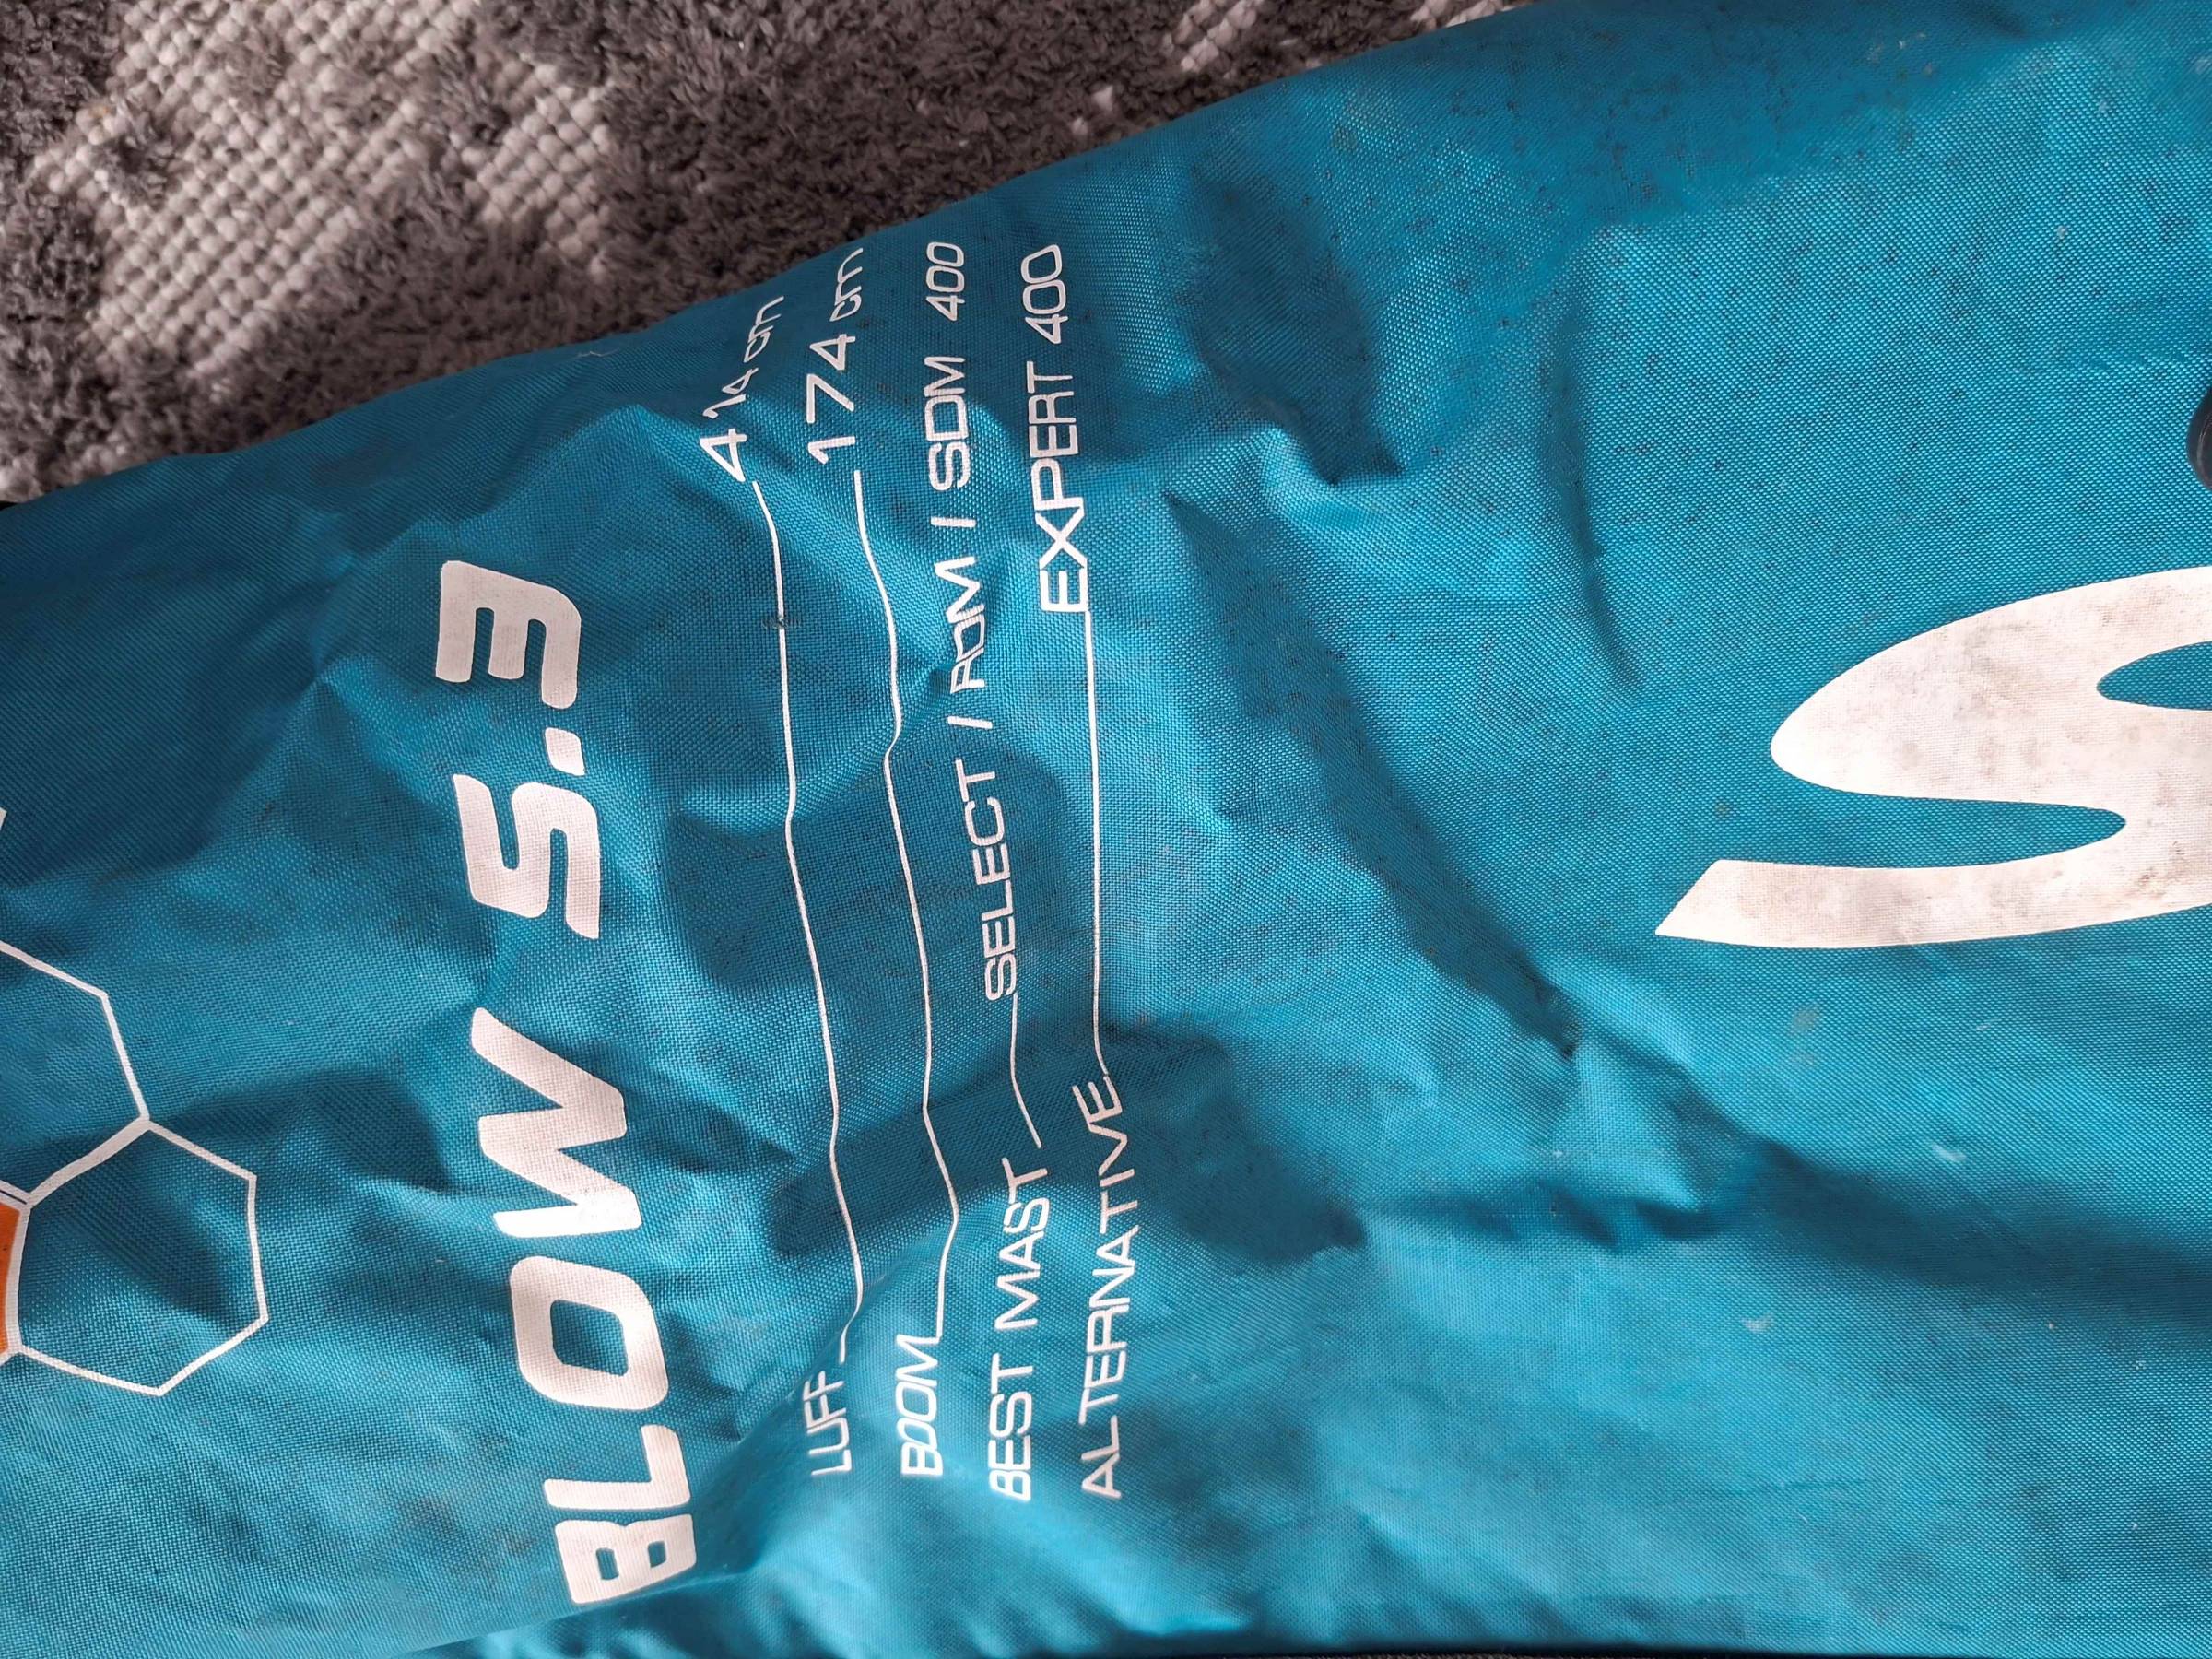 BLOW 5.3
LUFF 414 cm
BOOM 174 cm
BEST MAST SELECT / RDM / SDM 400
ALTERNATIVE EXPERT 400
S